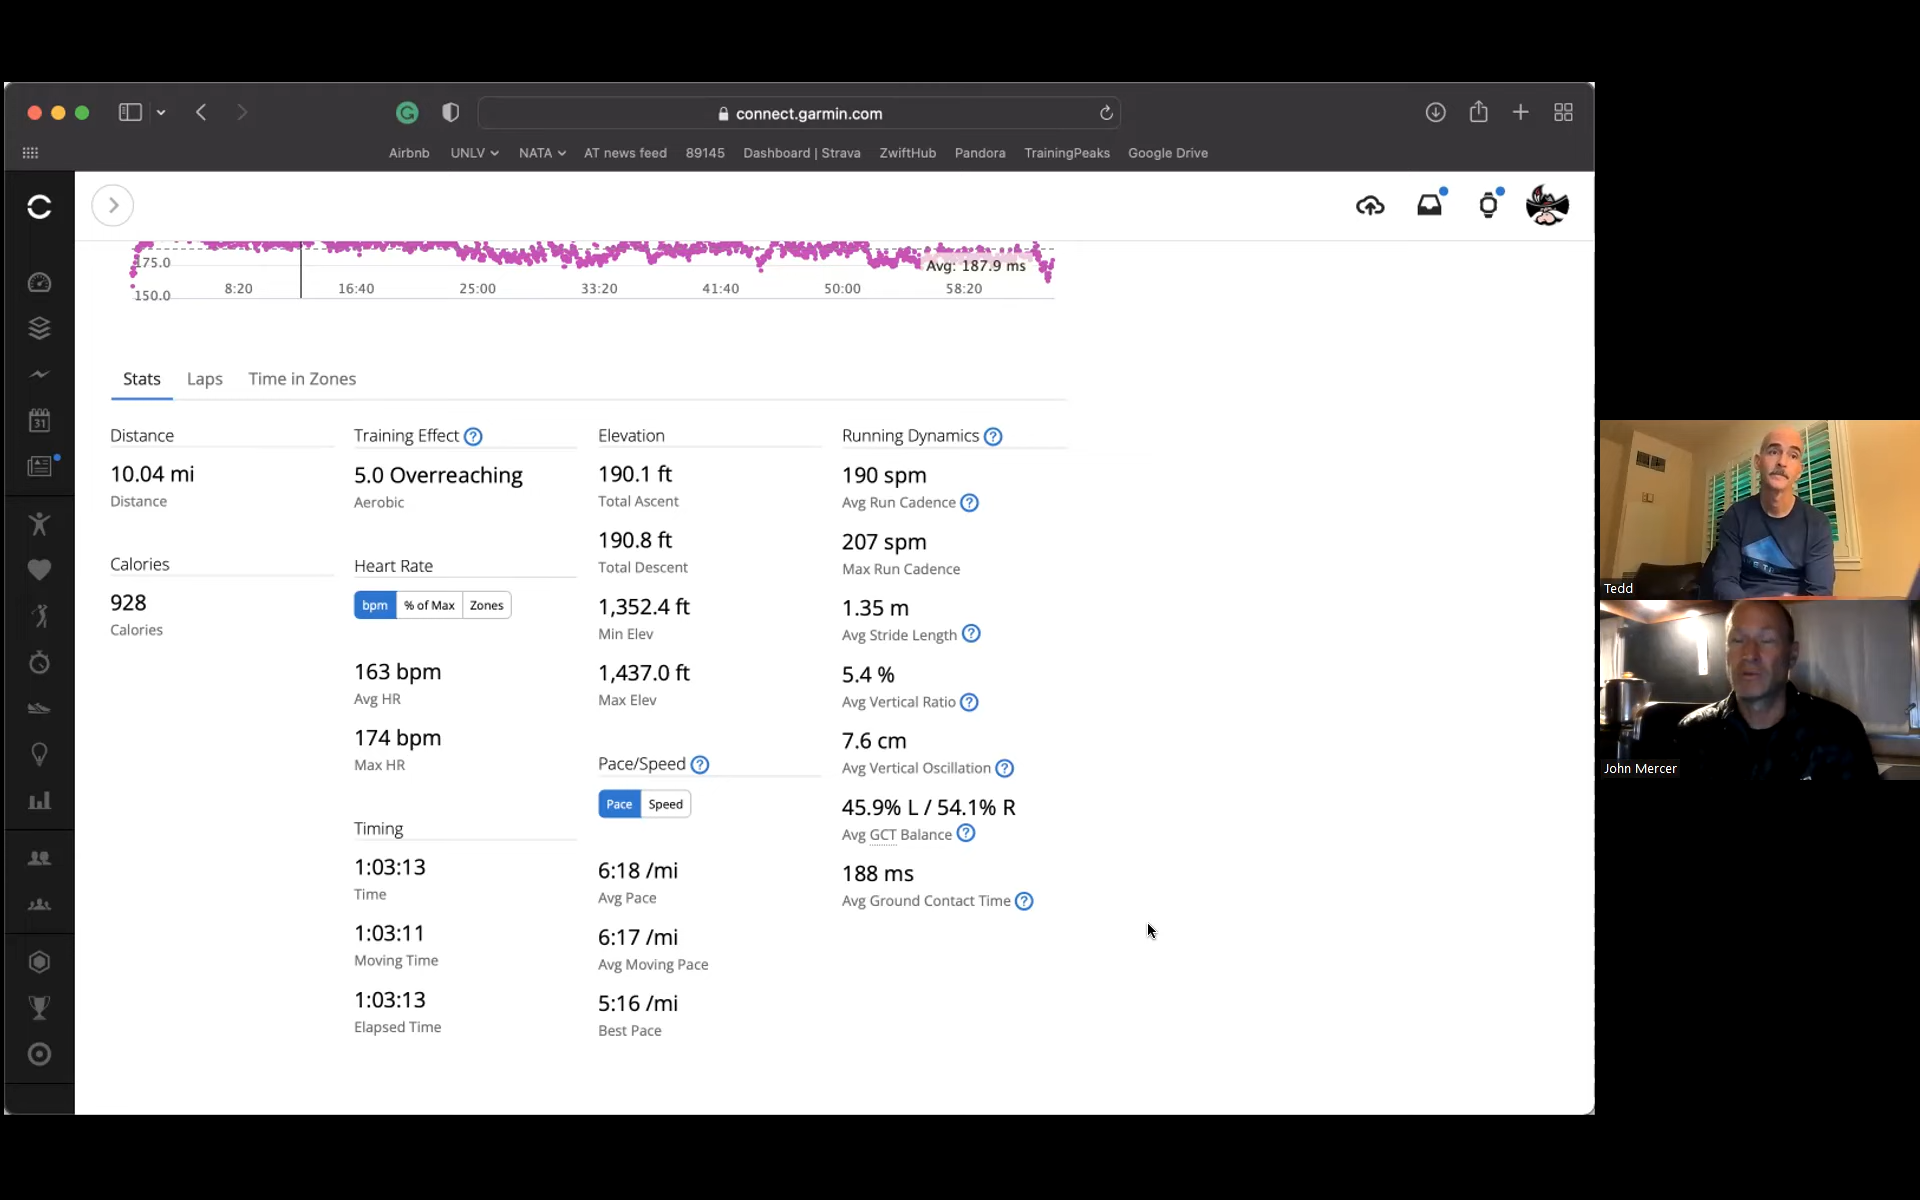 connect.garmin.com
Airbnb UNLV NATA AT news feed 89145 Dashboard | Strava ZwiftHub Pandora TrainingPeaks Google Drive
175.0
Avg: 187.9 ms
150.0 8:20 16:40 25:00 33:20 41:40 50:00 58:20
Stats Laps Time in Zones
Distance
10.04 mi
Distance
Calories
928
Calories
Training Effect ?
5.0 Overreaching
Aerobic
Heart Rate
bpm % of Max Zones
163 bpm
Avg HR
174 bpm
Max HR
Timing
1:03:13
Time
1:03:11
Moving Time
1:03:13
Elapsed Time
Elevation
190.1 ft
Total Ascent
190.8 ft
Total Descent
1,352.4 ft
Min Elev
1,437.0 ft
Max Elev
Pace/Speed ?
Pace Speed
6:18 /mi
Avg Pace
6:17 /mi
Avg Moving Pace
5:16 /mi
Best Pace
Running Dynamics ?
190 spm
Avg Run Cadence ?
207 spm
Max Run Cadence
1.35 m
Avg Stride Length ?
5.4 %
Avg Vertical Ratio ?
7.6 cm
Avg Vertical Oscillation ?
45.9% L / 54.1% R
Avg GCT Balance ?
188 ms
Avg Ground Contact Time ?
31
Tedd
John Mercer